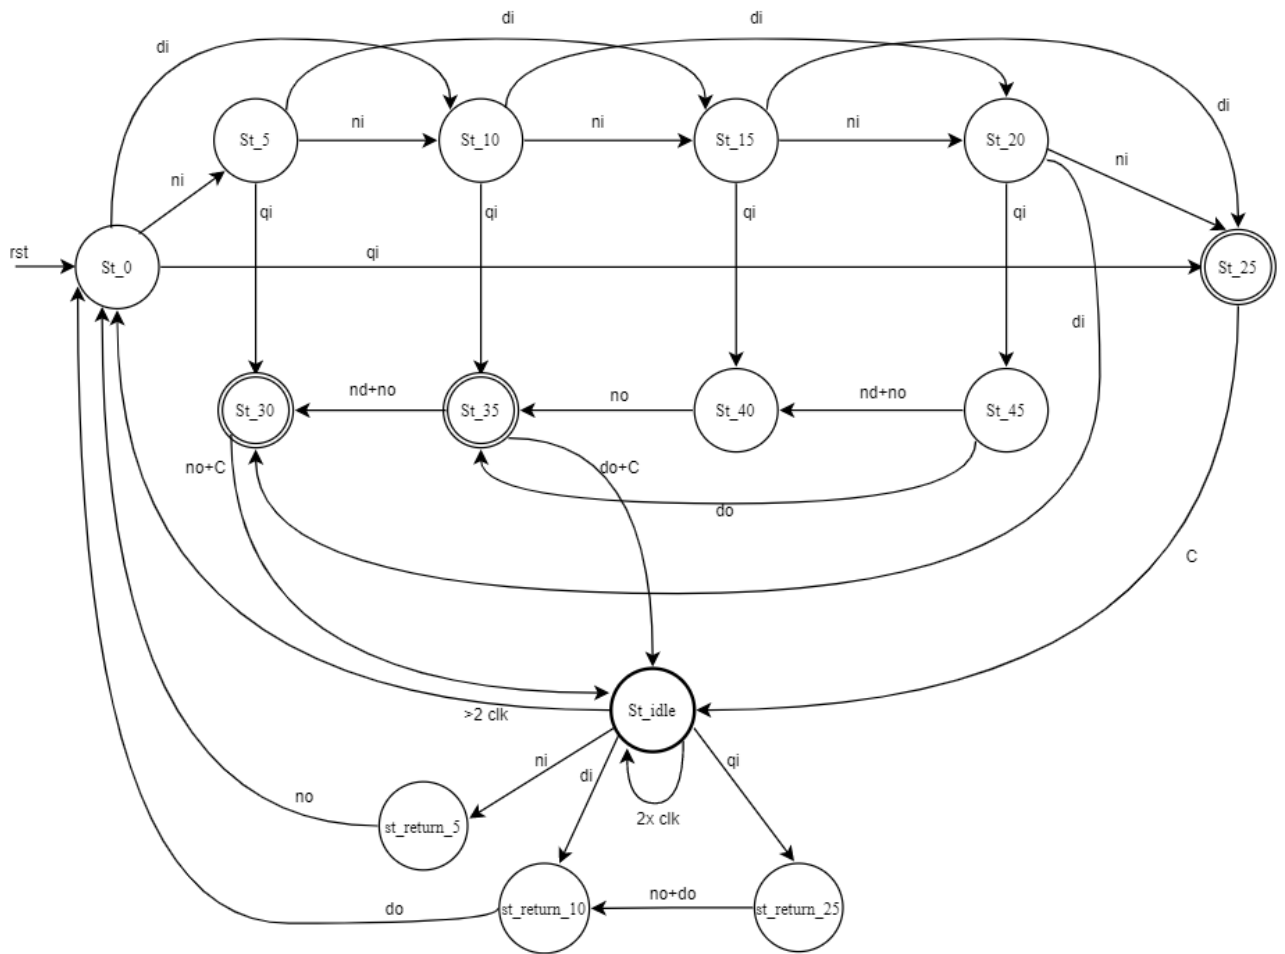 di
di
di
St_5
ni
St_10
ni
St_15
ni
St_20
di
ni
ni
qi
qi
qi
qi
rst
St_0
qi
St_25
di
St_30
nd+no
St_35
no
St_40
nd+no
St_45
no+C
do+C
do
C
St_idle
>2 clk
ni
di
qi
2x clk
no
st_return_5
do
st_return_10
no+do
st_return_25